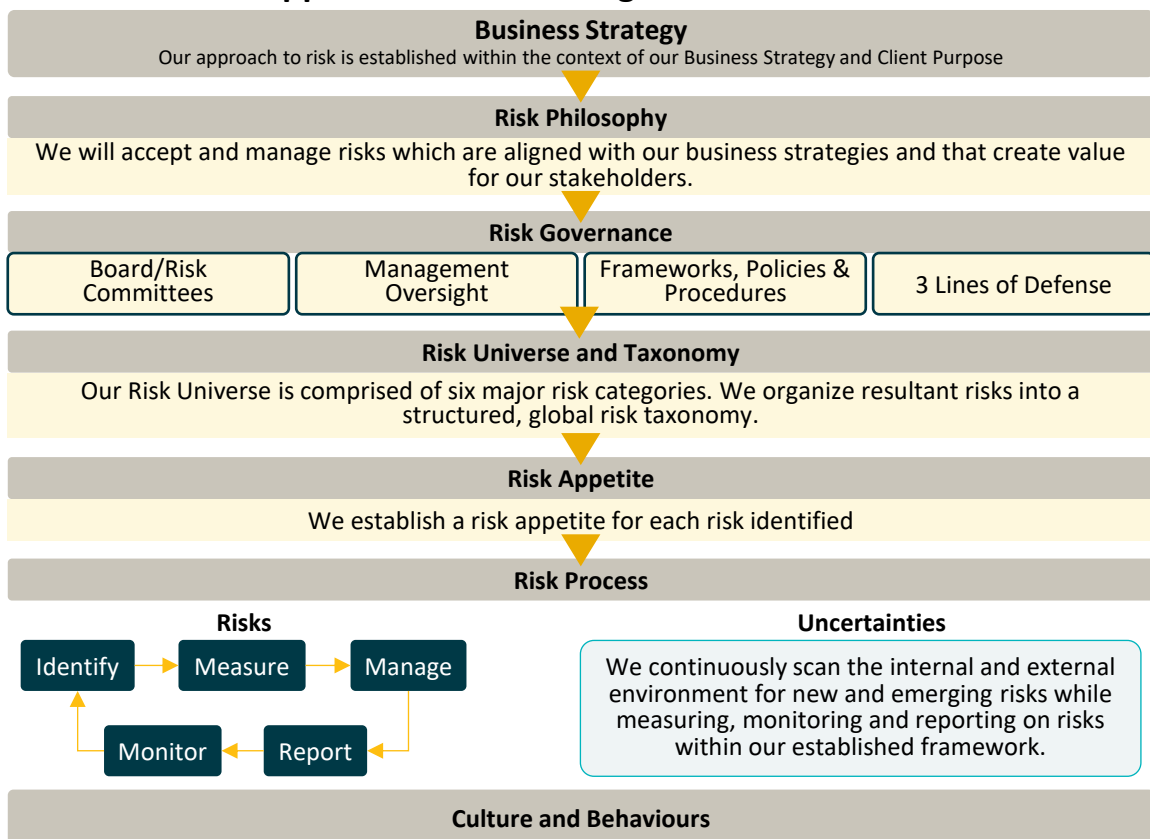 Business Strategy
Our approach to risk is established within the context of our Business Strategy and Client Purpose
Risk Philosophy
We will accept and manage risks which are aligned with our business strategies and that create value
for our stakeholders.
Risk Governance
Board/Risk
Committees
Management
Oversight
Frameworks, Policies &
Procedures
3 Lines of Defense
Risk Universe and Taxonomy
Our Risk Universe is comprised of six major risk categories. We organize resultant risks into a
structured, global risk taxonomy.
Risk Appetite
We establish a risk appetite for each risk identified
Risk Process
Risks
Identify
Measure
Manage
Monitor
Report
Uncertainties
We continuously scan the internal and external
environment for new and emerging risks while
measuring, monitoring and reporting on risks
within our established framework.
Culture and Behaviours